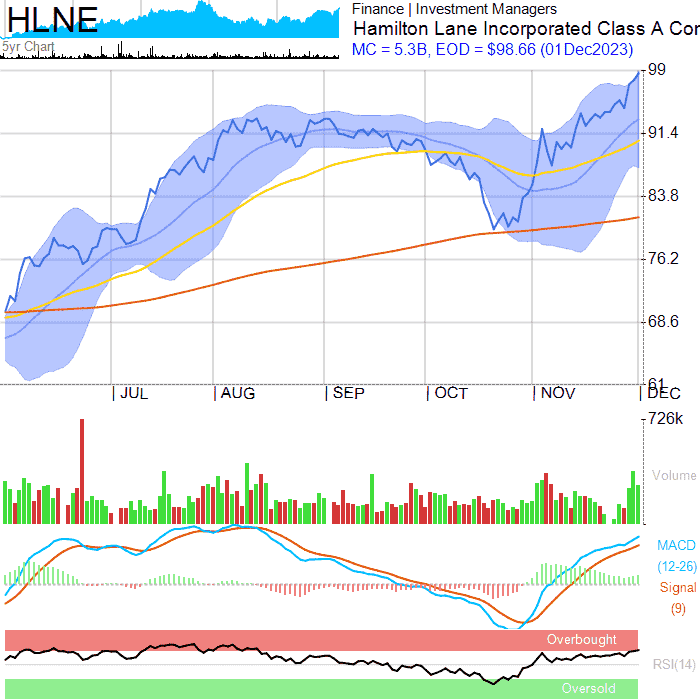 HLNE
Finance | Investment Managers
Hamilton Lane Incorporated Class A Cor
MC = 5.3B, EOD = $98.66 (01Dec2023)
5yr Chart
99
91.4
83.8
76.2
68.6
61
JUL
AUG
SEP
OCT
NOV
DEC
726k
Volume
MACD
(12-26)
Signal
(9)
Overbought
RSI(14)
Oversold